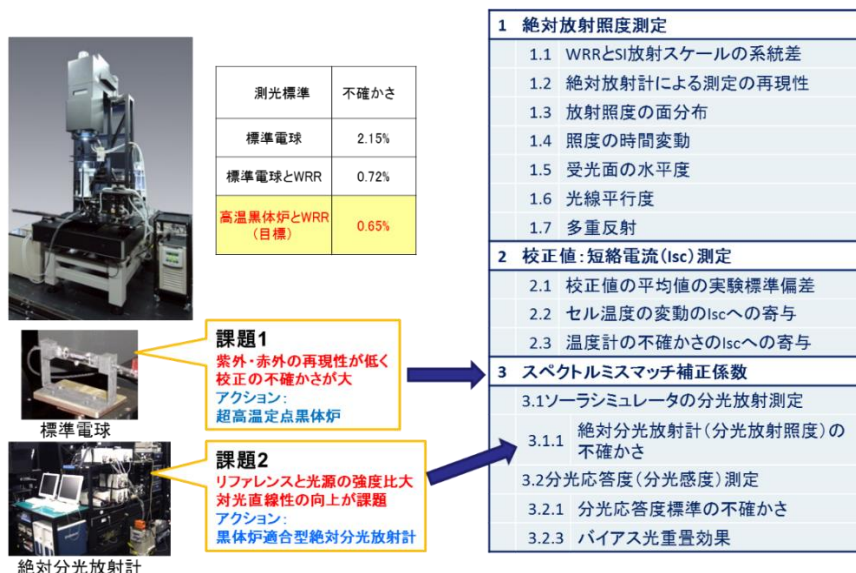 測光標準 不確かさ
標準電球 2.15%
標準電球とWRR 0.72%
高温黒体炉とWRR
(目標) 0.65%
課題1
紫外・赤外の再現性が低く
校正の不確かさが大
アクション:
超高温定点黒体炉
標準電球
課題2
リファレンスと光源の強度比大
対光直線性の向上が課題
アクション:
黒体炉適合型絶対分光放射計
絶対分光放射計
1 絶対放射照度測定
1.1 WRRとSI放射スケールの系統差
1.2 絶対放射計による測定の再現性
1.3 放射照度の面分布
1.4 照度の時間変動
1.5 受光面の水平度
1.6 光線平行度
1.7 多重反射
2 校正値:短絡電流(Isc)測定
2.1 校正値の平均値の実験標準偏差
2.2 セル温度の変動のIscへの寄与
2.3 温度計の不確かさのIscへの寄与
3 スペクトルミスマッチ補正係数
3.1ソーラシミュレータの分光放射測定
3.1.1 絶対分光放射計(分光放射照度)の
不確かさ
3.2分光応答度(分光感度)測定
3.2.1 分光応答度標準の不確かさ
3.2.3 バイアス光重畳効果